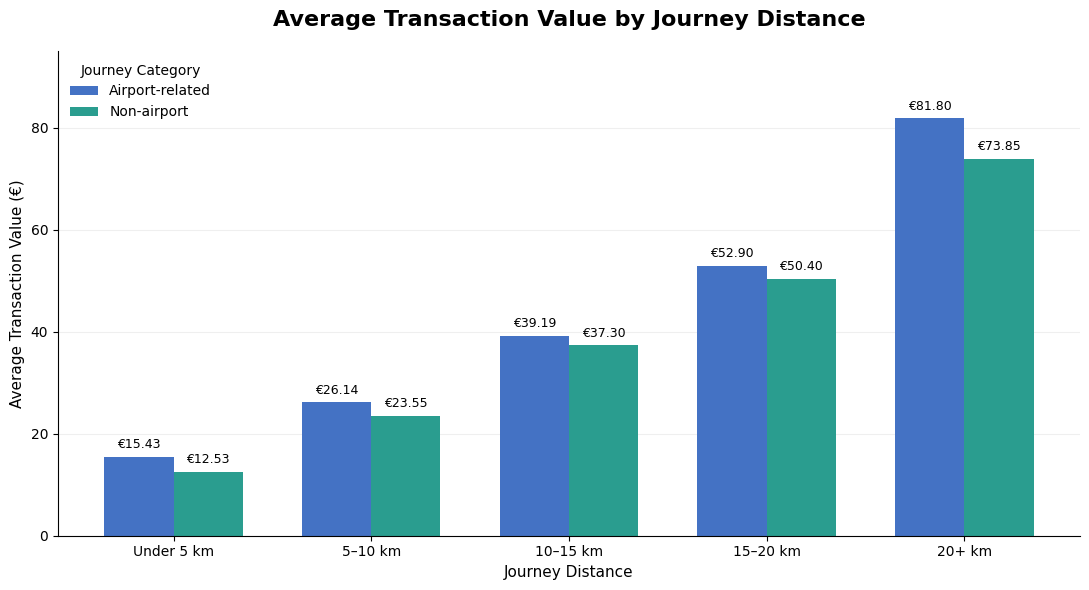 Average Transaction Value by Journey Distance
Journey Category
Airport-related
Non-airport
Average Transaction Value (€)
80
60
40
20
0
€15.43
€12.53
€26.14
€23.55
€39.19
€37.30
€52.90
€50.40
€81.80
€73.85
Under 5 km
5–10 km
10–15 km
15–20 km
20+ km
Journey Distance